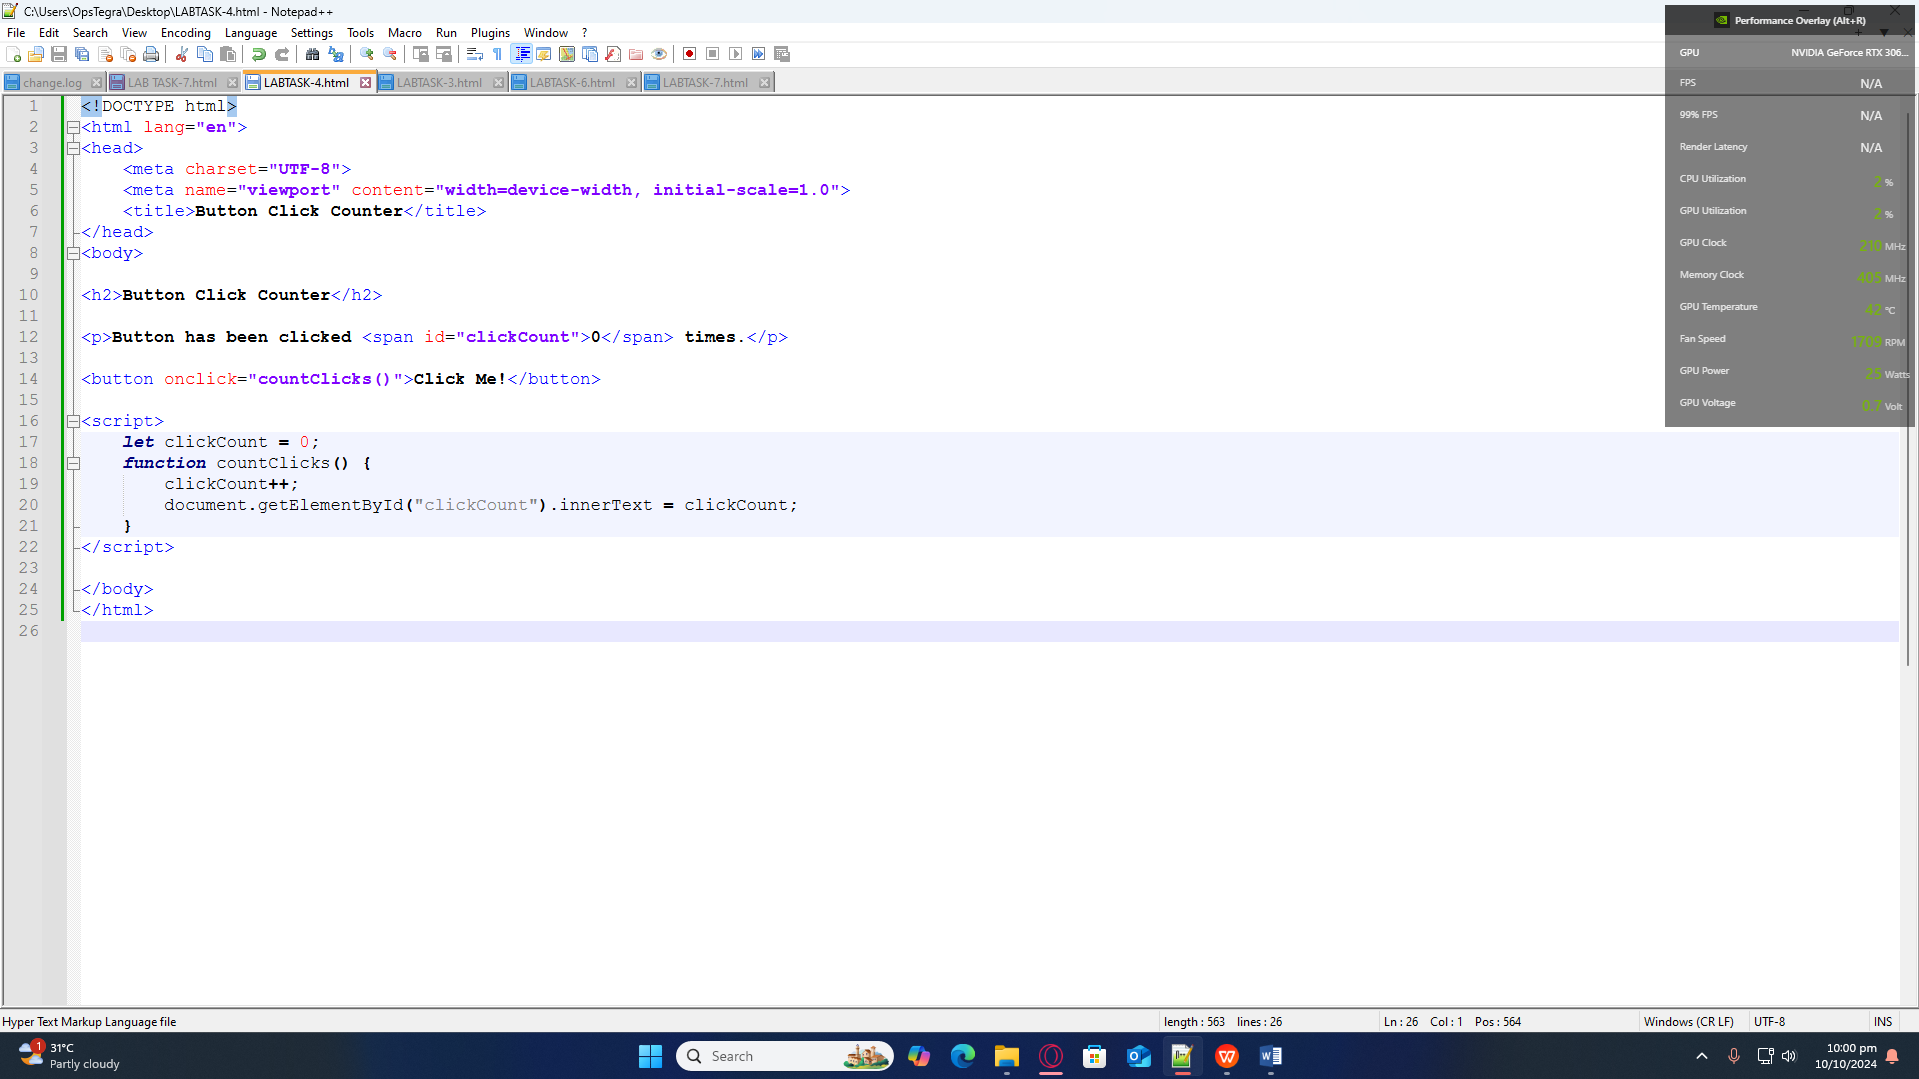 C:\Users\OpsTegra\Desktop\LABTASK-4.html - Notepad++
File Edit Search View Encoding Language Settings Tools Macro Run Plugins Window ?
change.log LAB TASK-7.html LABTASK-4.html LABTASK-3.html LABTASK-6.html LABTASK-7.html
1 <!DOCTYPE html>
2 <html lang="en">
3 <head>
4 <meta charset="UTF-8">
5 <meta name="viewport" content="width=device-width, initial-scale=1.0">
6 <title>Button Click Counter</title>
7 </head>
8 <body>
9
10 <h2>Button Click Counter</h2>
11
12 <p>Button has been clicked <span id="clickCount">0</span> times.</p>
13
14 <button onclick="countClicks()">Click Me!</button>
15
16 <script>
17 let clickCount = 0;
18 function countClicks() {
19 clickCount++;
20 document.getElementById("clickCount").innerText = clickCount;
21 }
22 </script>
23
24 </body>
25 </html>
26
Performance Overlay (Alt+R)
GPU NVIDIA GeForce RTX 306...
FPS N/A
99% FPS N/A
Render Latency N/A
CPU Utilization 2 %
GPU Utilization 2 %
GPU Clock 210 MHz
Memory Clock 405 MHz
GPU Temperature 42 °C
Fan Speed 1709 RPM
GPU Power 25 Watts
GPU Voltage 0.7 Volt
Hyper Text Markup Language file length : 563 lines : 26 Ln : 26 Col : 1 Pos : 564 Windows (CR LF) UTF-8 INS
1 31°C
Partly cloudy
Search
10:00 pm
10/10/2024